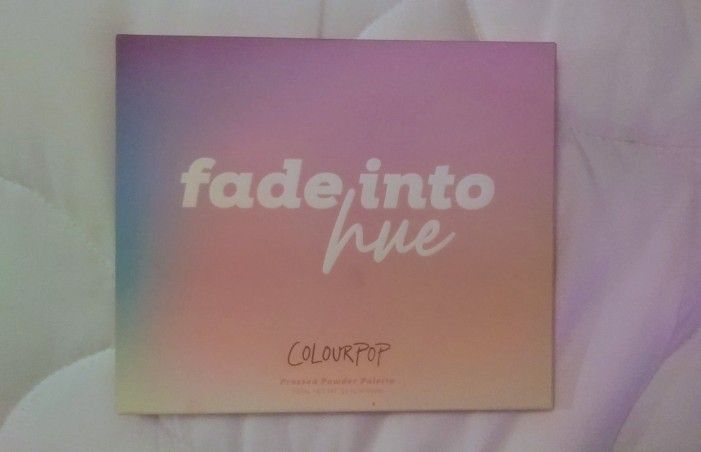 fade into
hue
COLOURPOP
Pressed Powder Palette